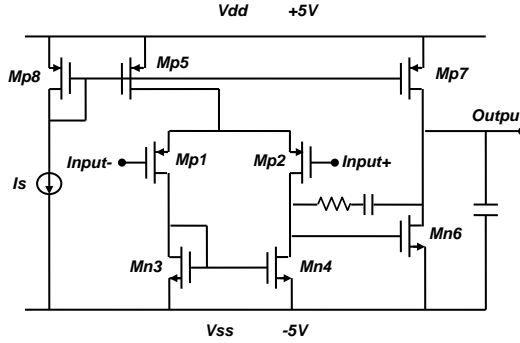 Vdd +5V
Mp8
Mp5
Mp7
Output
Input-
Mp1
Mp2
Input+
Is
Mn3
Mn4
Mn6
Vss -5V